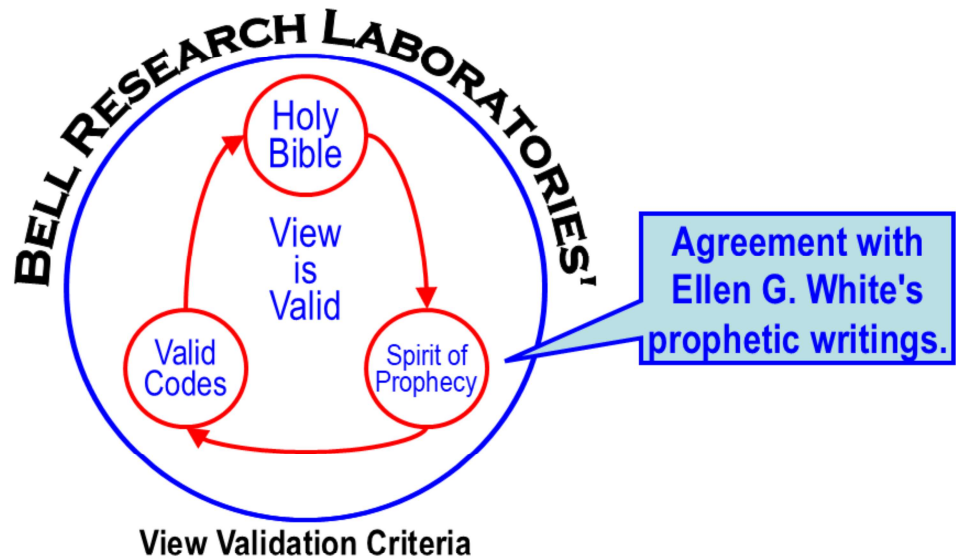 BELL RESEARCH LABORATORIES'
Holy
Bible
View
is
Valid
Valid
Codes
Spirit of
Prophecy
Agreement with
Ellen G. White's
prophetic writings.
View Validation Criteria